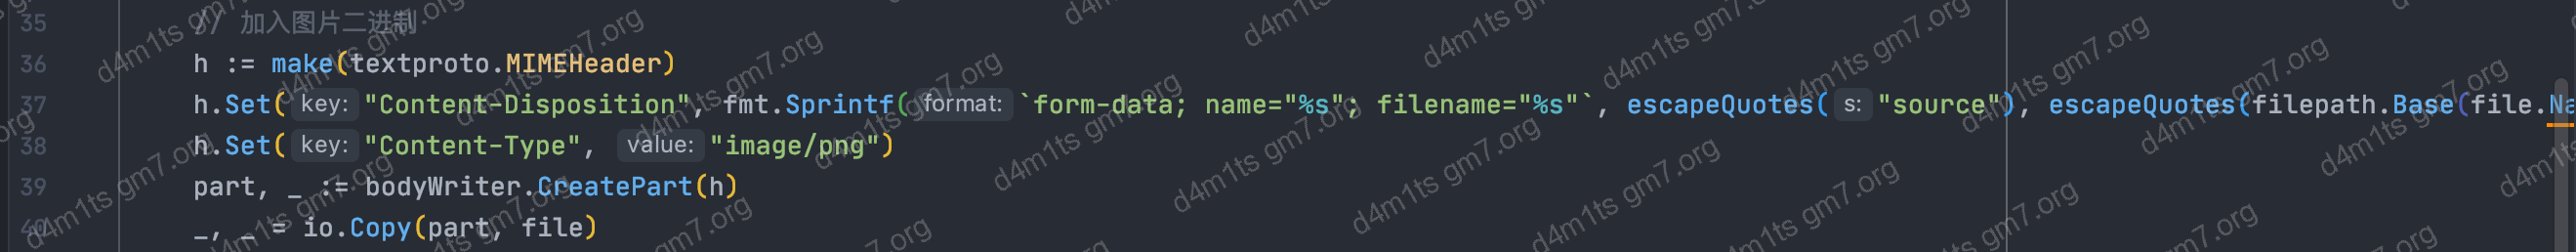 35 // 加入图片二进制
36 h := make(textproto.MIMEHeader)
37 h.Set( key: "Content-Disposition", fmt.Sprintf( format: `form-data; name="%s"; filename="%s"`, escapeQuotes( s: "source"), escapeQuotes(filepath.Base(file.Na
38 h.Set( key: "Content-Type", value: "image/png")
39 part, _ := bodyWriter.CreatePart(h)
40 _, _ = io.Copy(part, file)
d4m1ts gm7.org